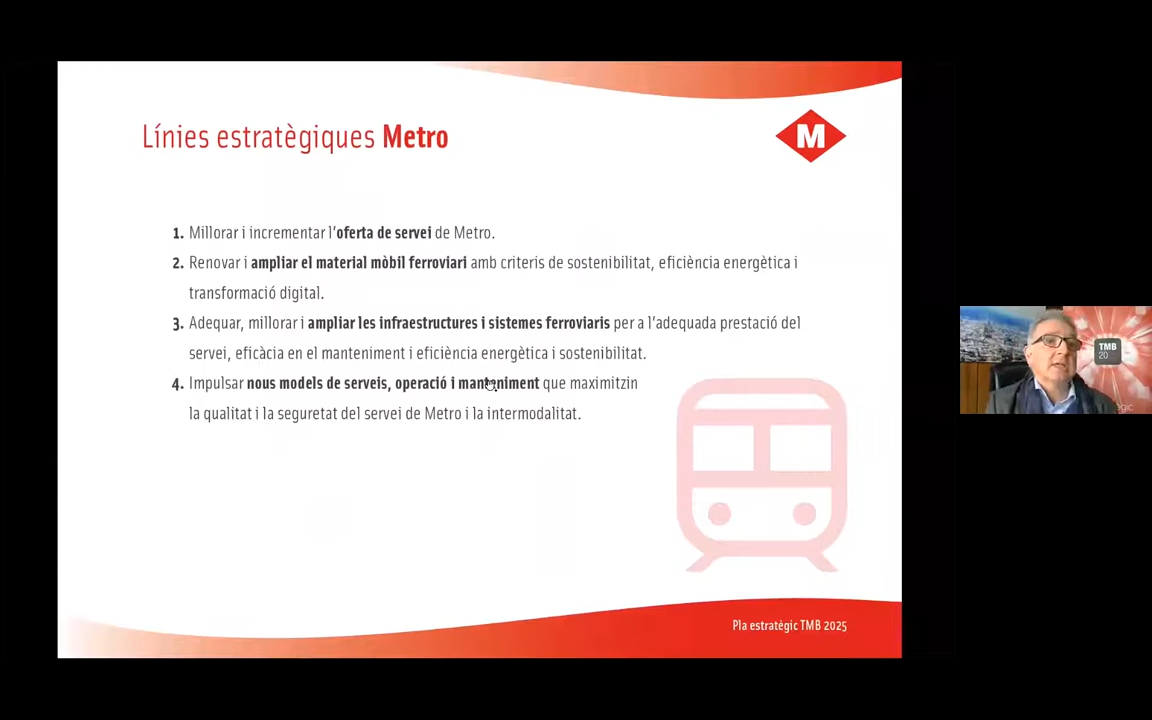 Línies estratègiques Metro
M
1. Millorar i incrementar l'oferta de servei de Metro.
2. Renovar i ampliar el material mòbil ferroviari amb criteris de sostenibilitat, eficiència energètica i
transformació digital.
3. Adequar, millorar i ampliar les infraestructures i sistemes ferroviaris per a l'adequada prestació del
servei, eficàcia en el manteniment i eficiència energètica i sostenibilitat.
4. Impulsar nous models de serveis, operació i manteniment que maximitzin
la qualitat i la seguretat del servei de Metro i la intermodalitat.
Pla estratègic TMB 2025
TMB
20